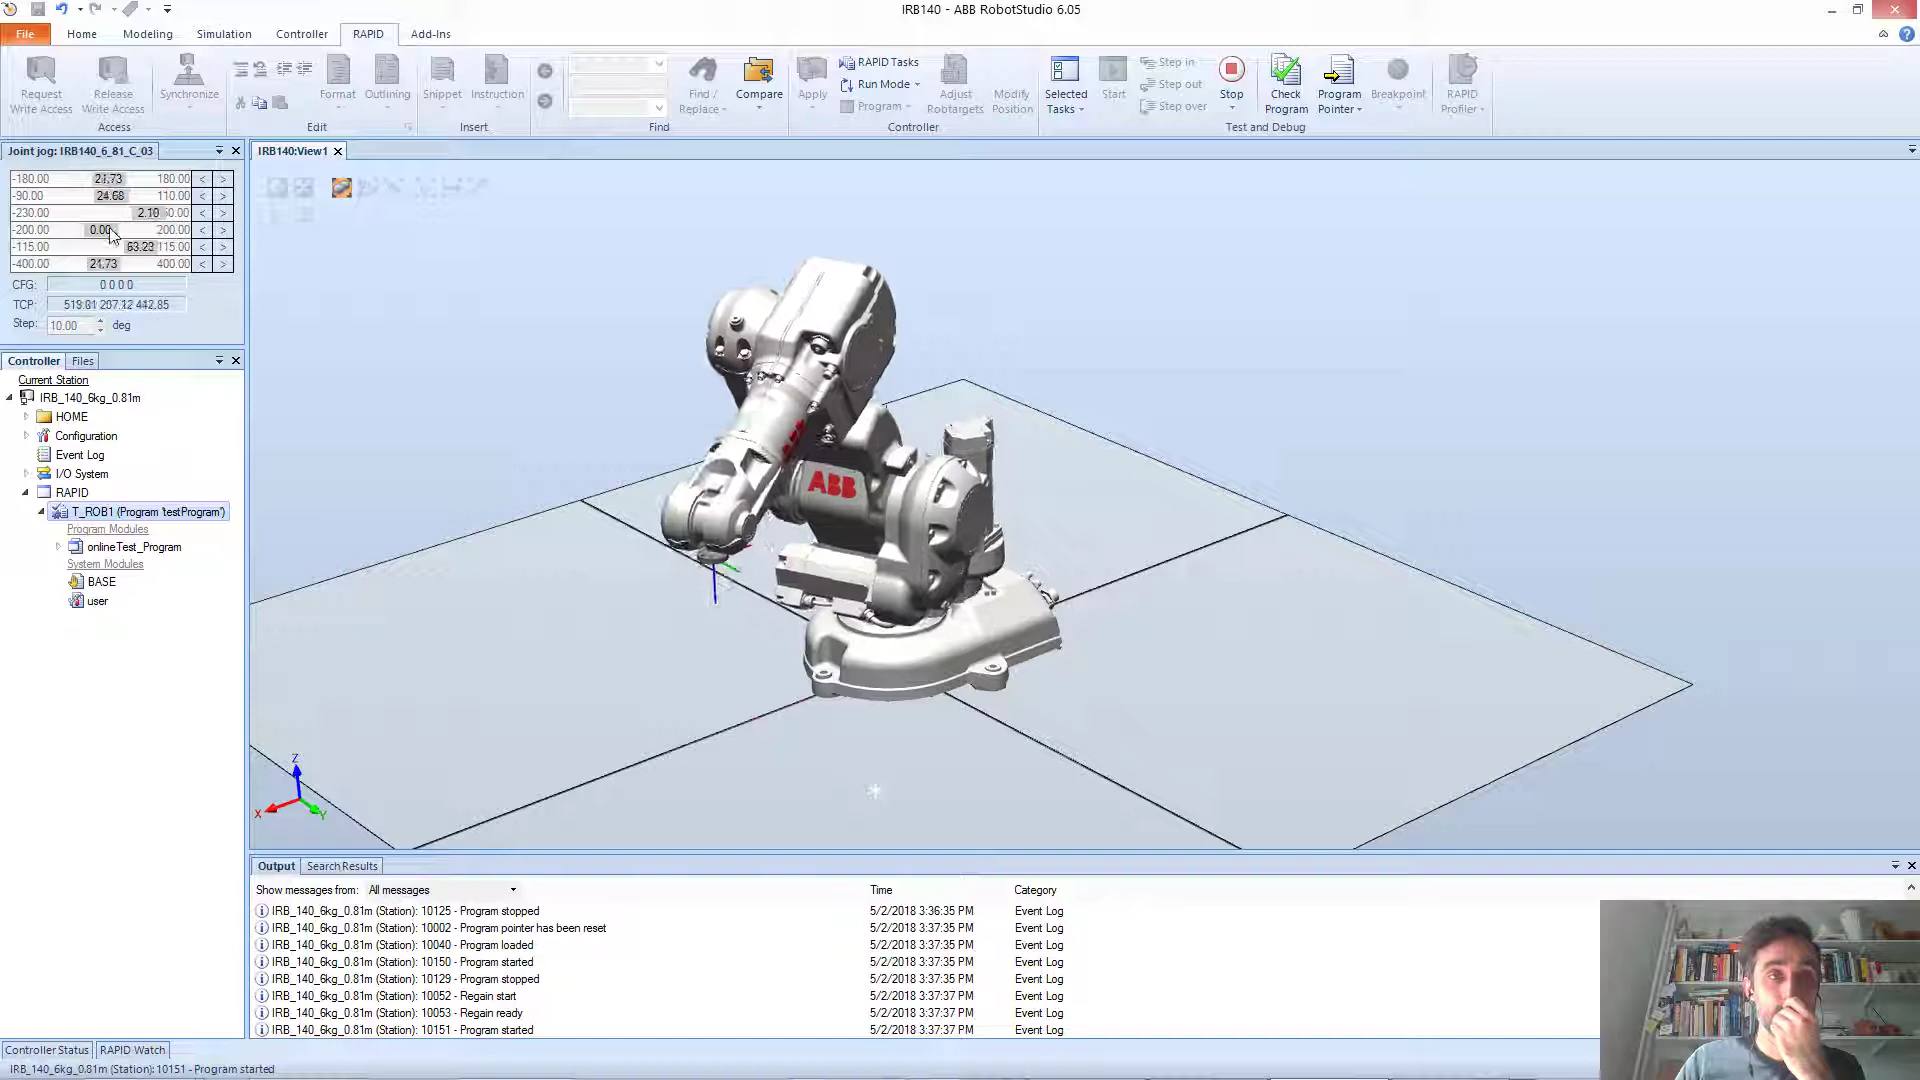 IRB140 - ABB RobotStudio 6.05
File Home Modeling Simulation Controller RAPID Add-Ins
Request Write Access
Release Write Access
Synchronize
Format
Outlining
Snippet
Instruction
Find / Replace
Compare
Apply
RAPID Tasks
Run Mode
Program
Adjust Robtargets
Modify Position
Selected Tasks
Start
Step in
Step out
Step over
Stop
Check Program
Program Pointer
Breakpoint
RAPID Profiler
Access Edit Insert Find Controller Test and Debug
Joint jog: IRB140_6_81_C_03
IRB140:View1
-180.00 180.00 < >
-90.00 110.00 < >
-230.00 2.10 < >
-200.00 0.00 200.00 < >
-115.00 115.00 < >
-400.00 400.00 < >
CFG: 0 0 0 0
TCP:
Step: 10.00 deg
Controller Files
Current Station
IRB_140_6kg_0.81m
HOME
Configuration
Event Log
I/O System
RAPID
T_ROB1 (Program 'testProgram')
Program Modules
onlineTest_Program
System Modules
BASE
user
ABB
Z
X
Y
Output Search Results
Show messages from: All messages Time Category
IRB_140_6kg_0.81m (Station): 10125 - Program stopped 5/2/2018 3:36:35 PM Event Log
IRB_140_6kg_0.81m (Station): 10002 - Program pointer has been reset 5/2/2018 3:37:35 PM Event Log
IRB_140_6kg_0.81m (Station): 10040 - Program loaded 5/2/2018 3:37:35 PM Event Log
IRB_140_6kg_0.81m (Station): 10150 - Program started 5/2/2018 3:37:35 PM Event Log
IRB_140_6kg_0.81m (Station): 10129 - Program stopped 5/2/2018 3:37:35 PM Event Log
IRB_140_6kg_0.81m (Station): 10052 - Regain start 5/2/2018 3:37:37 PM Event Log
IRB_140_6kg_0.81m (Station): 10053 - Regain ready 5/2/2018 3:37:37 PM Event Log
IRB_140_6kg_0.81m (Station): 10151 - Program started 5/2/2018 3:37:37 PM Event Log
Controller Status RAPID Watch
IRB_140_6kg_0.81m (Station): 10151 - Program started